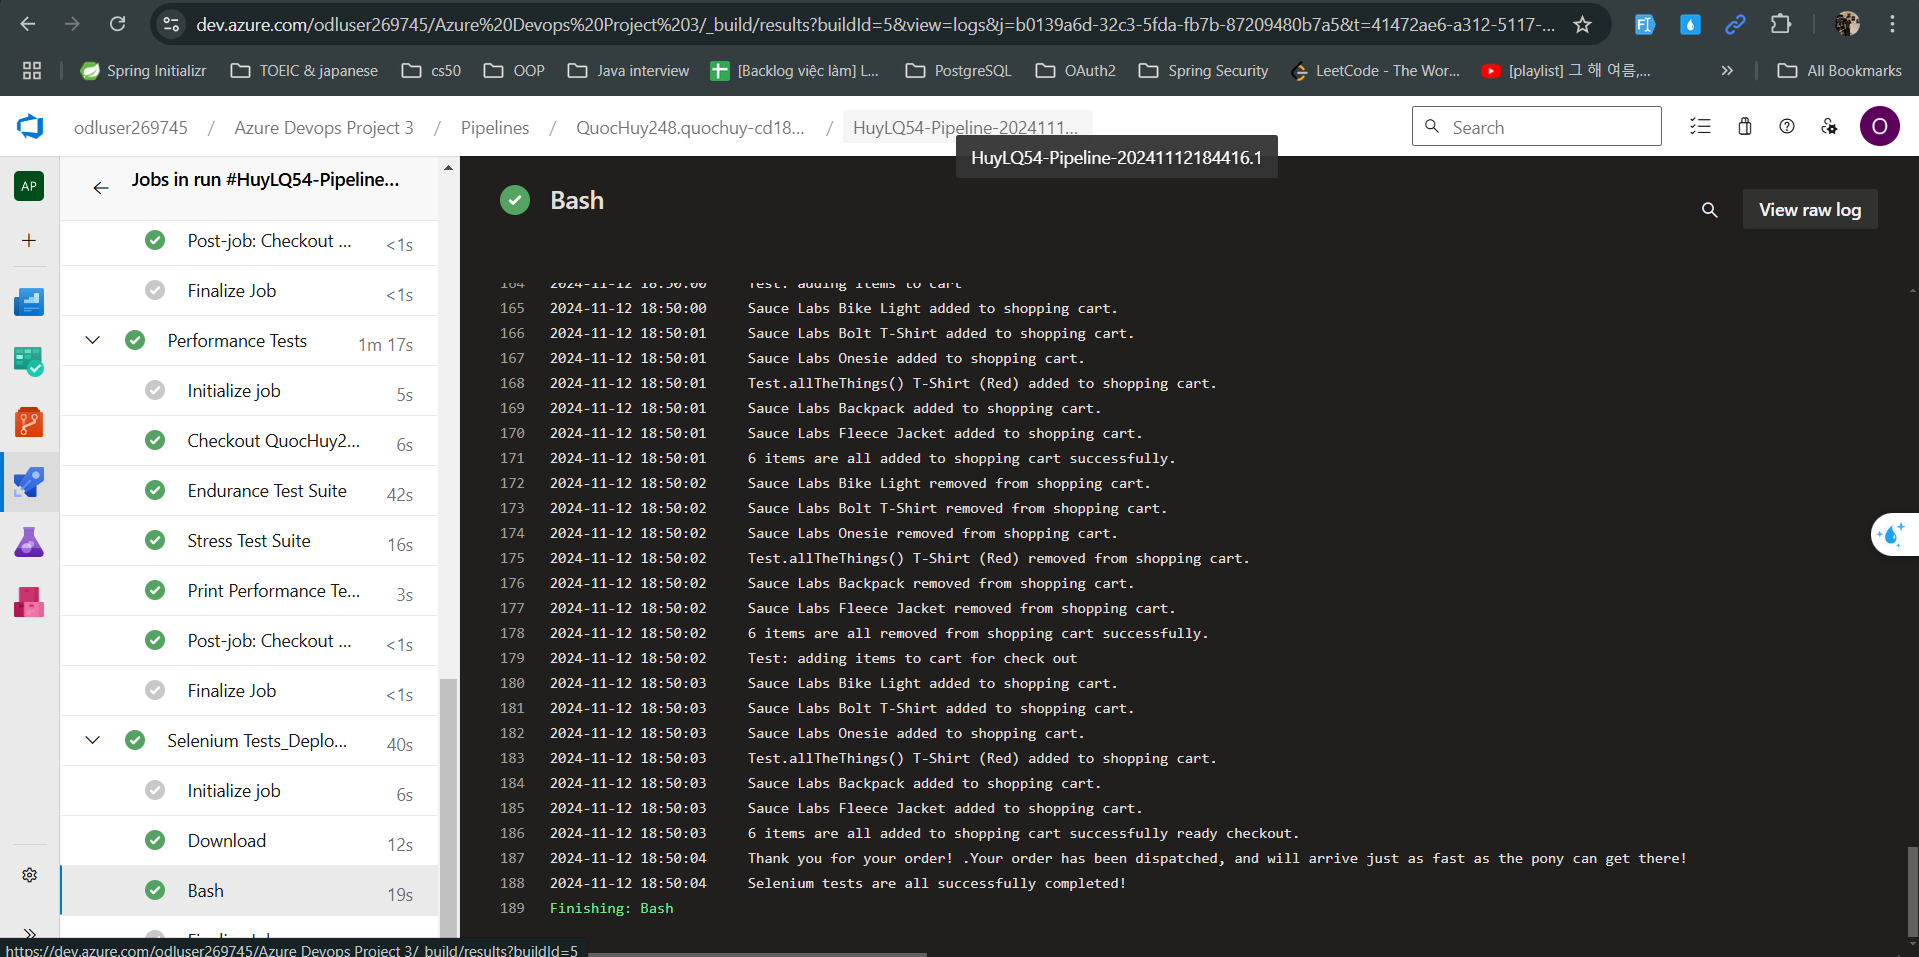 dev.azure.com/odluser269745/Azure%20Devops%20Project%203/_build/results?buildId=5&view=logs&j=b0139a6d-32c3-5fda-fb7b-87209480b7a5&t=41472ae6-a312-5117-...
Spring Initializr
TOEIC & japanese
cs50
OOP
Java interview
[Backlog việc làm] L...
PostgreSQL
OAuth2
Spring Security
LeetCode - The Wor...
[playlist] 그 해 여름,...
All Bookmarks
odluser269745 / Azure Devops Project 3 / Pipelines / QuocHuy248.quochuy-cd18... / HuyLQ54-Pipeline-2024111...
Search
O
HuyLQ54-Pipeline-20241112184416.1
AP
Jobs in run #HuyLQ54-Pipeline...
Post-job: Checkout ... <1s
Finalize Job <1s
Performance Tests 1m 17s
Initialize job 5s
Checkout QuocHuy2... 6s
Endurance Test Suite 42s
Stress Test Suite 16s
Print Performance Te... 3s
Post-job: Checkout ... <1s
Finalize Job <1s
Selenium Tests_Deplo... 40s
Initialize job 6s
Download 12s
Bash 19s
Bash
View raw log
164 2024-11-12 18:50:00 Test: adding items to cart
165 2024-11-12 18:50:00 Sauce Labs Bike Light added to shopping cart.
166 2024-11-12 18:50:01 Sauce Labs Bolt T-Shirt added to shopping cart.
167 2024-11-12 18:50:01 Sauce Labs Onesie added to shopping cart.
168 2024-11-12 18:50:01 Test.allTheThings() T-Shirt (Red) added to shopping cart.
169 2024-11-12 18:50:01 Sauce Labs Backpack added to shopping cart.
170 2024-11-12 18:50:01 Sauce Labs Fleece Jacket added to shopping cart.
171 2024-11-12 18:50:01 6 items are all added to shopping cart successfully.
172 2024-11-12 18:50:02 Sauce Labs Bike Light removed from shopping cart.
173 2024-11-12 18:50:02 Sauce Labs Bolt T-Shirt removed from shopping cart.
174 2024-11-12 18:50:02 Sauce Labs Onesie removed from shopping cart.
175 2024-11-12 18:50:02 Test.allTheThings() T-Shirt (Red) removed from shopping cart.
176 2024-11-12 18:50:02 Sauce Labs Backpack removed from shopping cart.
177 2024-11-12 18:50:02 Sauce Labs Fleece Jacket removed from shopping cart.
178 2024-11-12 18:50:02 6 items are all removed from shopping cart successfully.
179 2024-11-12 18:50:02 Test: adding items to cart for check out
180 2024-11-12 18:50:03 Sauce Labs Bike Light added to shopping cart.
181 2024-11-12 18:50:03 Sauce Labs Bolt T-Shirt added to shopping cart.
182 2024-11-12 18:50:03 Sauce Labs Onesie added to shopping cart.
183 2024-11-12 18:50:03 Test.allTheThings() T-Shirt (Red) added to shopping cart.
184 2024-11-12 18:50:03 Sauce Labs Backpack added to shopping cart.
185 2024-11-12 18:50:03 Sauce Labs Fleece Jacket added to shopping cart.
186 2024-11-12 18:50:03 6 items are all added to shopping cart successfully ready checkout.
187 2024-11-12 18:50:04 Thank you for your order! .Your order has been dispatched, and will arrive just as fast as the pony can get there!
188 2024-11-12 18:50:04 Selenium tests are all successfully completed!
189 Finishing: Bash
https://dev.azure.com/odluser269745/Azure Devops Project 3/_build/results?buildId=5